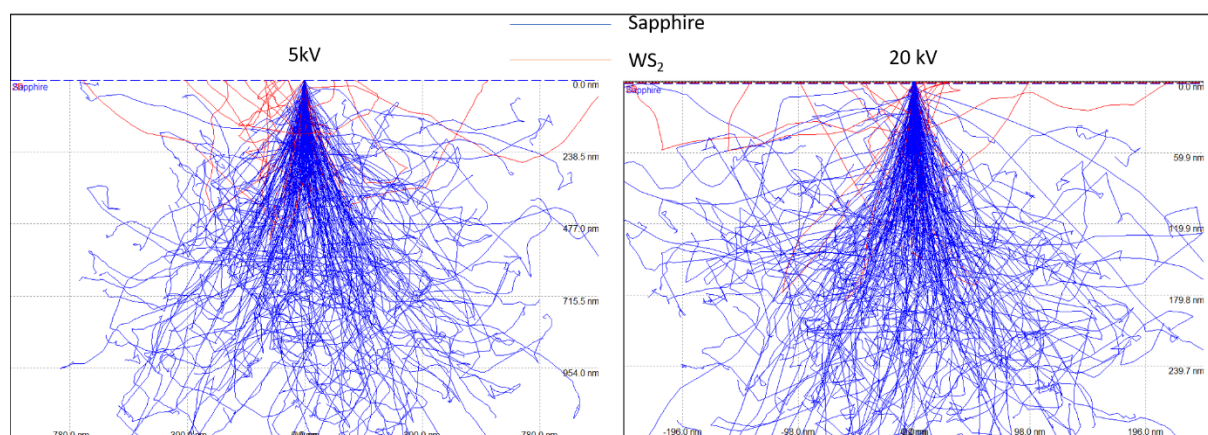 Sapphire
WS₂
5kV
20 kV
Sapphire
0.0 nm
238.5 nm
477.0 nm
715.5 nm
954.0 nm
Sapphire
0.0 nm
59.9 nm
119.9 nm
179.8 nm
239.7 nm
-196.0 nm
-98.0 nm
98.0 nm
196.0 nm